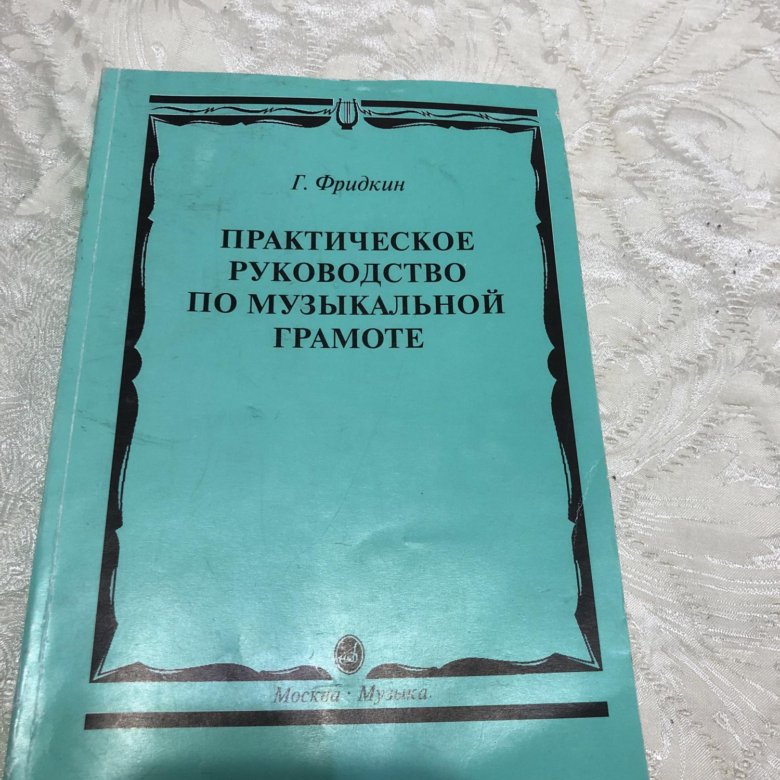 Г. Фридкин
ПРАКТИЧЕСКОЕ
РУКОВОДСТВО
ПО МУЗЫКАЛЬНОЙ
ГРАМОТЕ
Москва · Музыка